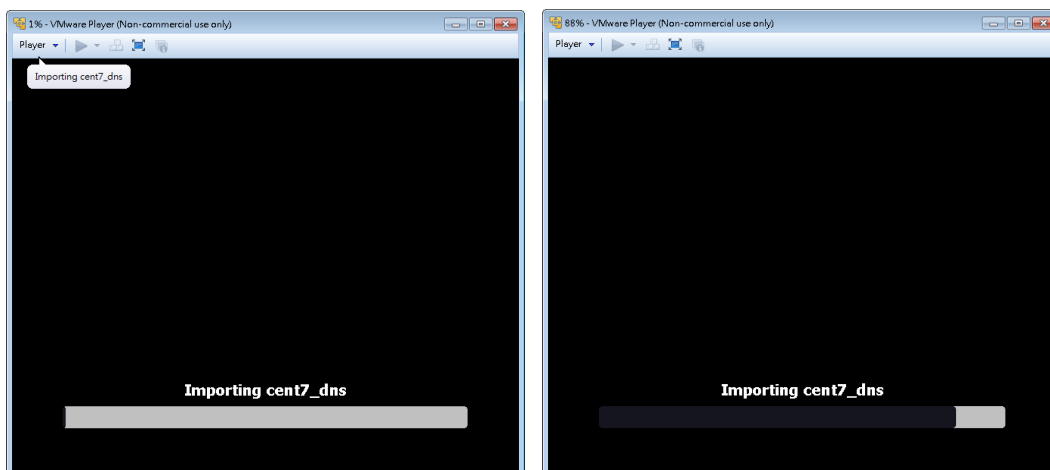 1% - VMware Player (Non-commercial use only)
Player
Importing cent7_dns
Importing cent7_dns
88% - VMware Player (Non-commercial use only)
Player
Importing cent7_dns